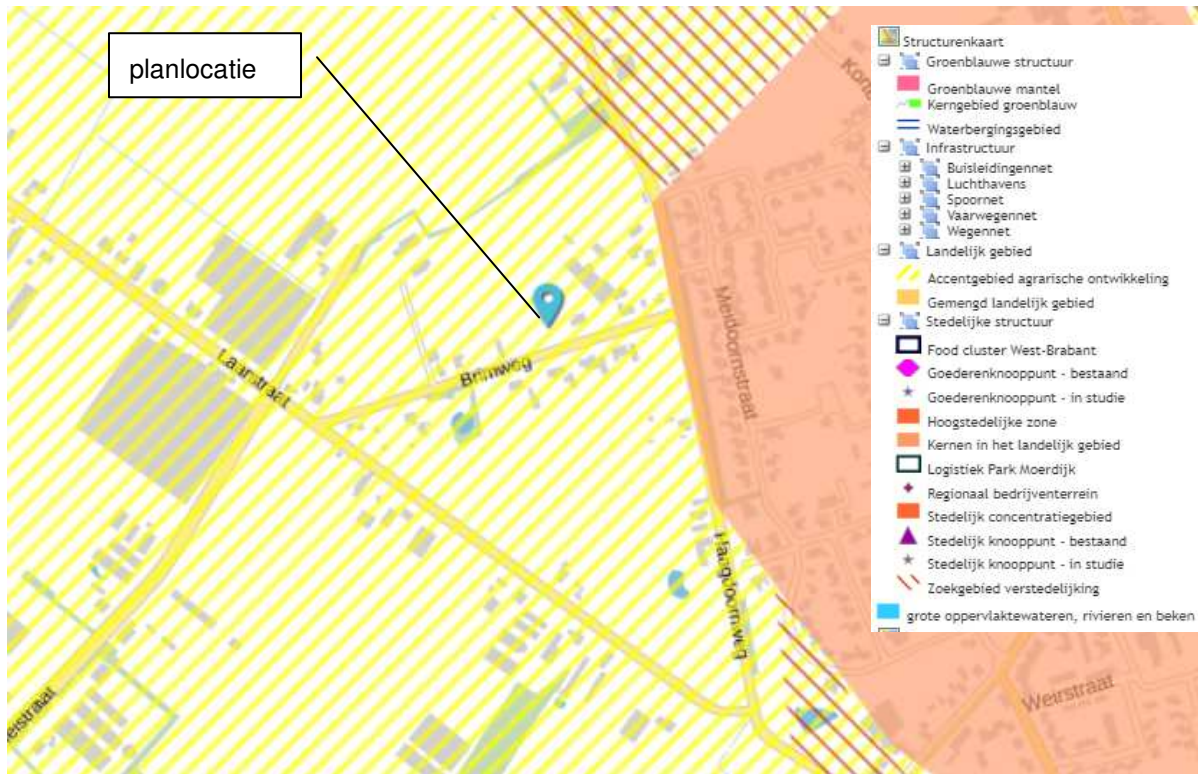 planlocatie
Structurenkaart
Groenblauwe structuur
Groenblauwe mantel
Kerngebied groenblauw
Waterbergingsgebied
Infrastructuur
Buisleidingennet
Luchthavens
Spoornet
Vaarwegennet
Wegennet
Landelijk gebied
Accentgebied agrarische ontwikkeling
Gemengd landelijk gebied
Stedelijke structuur
Food cluster West-Brabant
Goederenknooppunt - bestaand
Goederenknooppunt - in studie
Hoogstedelijke zone
Kernen in het landelijk gebied
Logistiek Park Moerdijk
Regionaal bedrijventerrein
Stedelijk concentratiegebied
Stedelijk knooppunt - bestaand
Stedelijk knooppunt - in studie
Zoekgebied verstedelijking
grote oppervlaktewateren, rivieren en beken
Meidoornstraat
Bremweg
Laarstraat
Haagdoornweg
Weirstraat